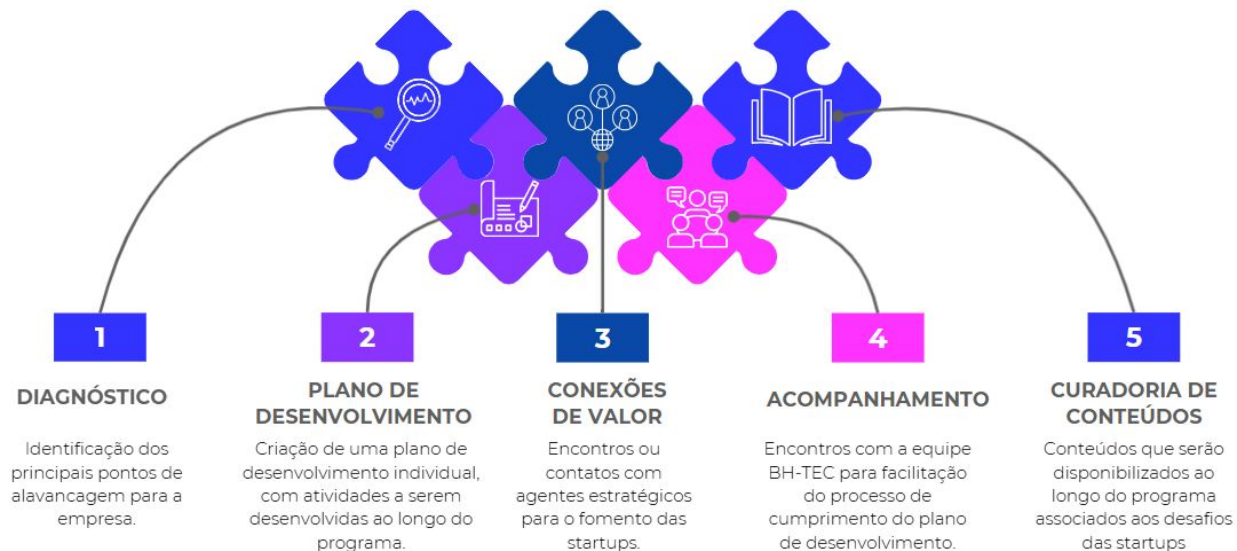 1
DIAGNÓSTICO
Identificação dos
principais pontos de
alavancagem para a
empresa.
2
PLANO DE
DESENVOLVIMENTO
Criação de uma plano de
desenvolvimento individual,
com atividades a serem
desenvolvidas ao longo do
programa.
3
CONEXÕES
DE VALOR
Encontros ou
contatos com
agentes estratégicos
para o fomento das
startups.
4
ACOMPANHAMENTO
Encontros com a equipe
BH-TEC para facilitação
do processo de
cumprimento do plano
de desenvolvimento.
5
CURADORIA DE
CONTEÚDOS
Conteúdos que serão
disponibilizados ao
longo do programa
associados aos desafios
das startups